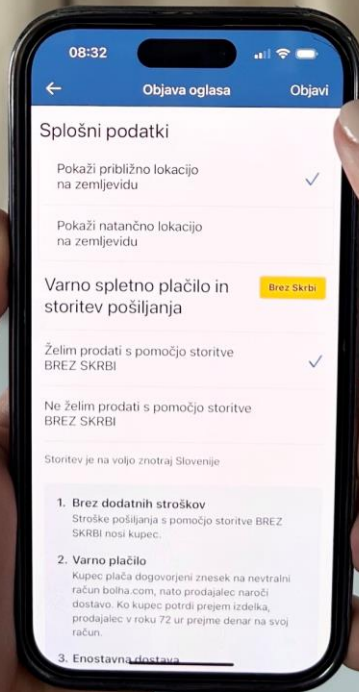 08:32
Objava oglasa
Objavi
Splošni podatki
Pokaži približno lokacijo
na zemljevidu
Pokaži natančno lokacijo
na zemljevidu
Varno spletno plačilo in
storitev pošiljanja
Brez Skrbi
Želim prodati s pomočjo storitve
BREZ SKRBI
Ne želim prodati s pomočjo storitve
BREZ SKRBI
Storitev je na voljo znotraj Slovenije
1. Brez dodatnih stroškov
Stroške pošiljanja s pomočjo storitve BREZ
SKRBI nosi kupec.
2. Varno plačilo
Kupec plača dogovorjeni znesek na nevtralni
račun bolha.com, nato prodajalec naroči
dostavo. Ko kupec potrdi prejem izdelka,
prodajalec v roku 72 ur prejme denar na svoj
račun.
3. Enostavna dostava